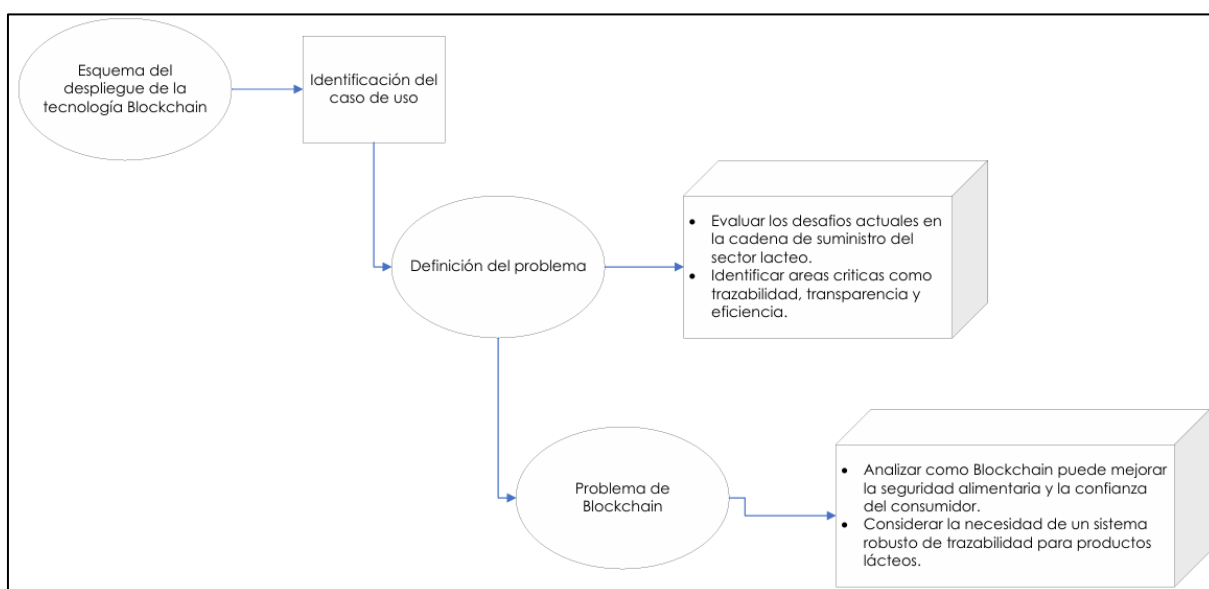 Esquema del
despliegue de la
tecnología Blockchain
Identificación del
caso de uso
Definición del problema
• Evaluar los desafios actuales en
la cadena de suministro del
sector lacteo.
• Identificar areas criticas como
trazabilidad, transparencia y
eficiencia.
Problema de
Blockchain
• Analizar como Blockchain puede mejorar
la seguridad alimentaria y la confianza
del consumidor.
• Considerar la necesidad de un sistema
robusto de trazabilidad para productos
lácteos.